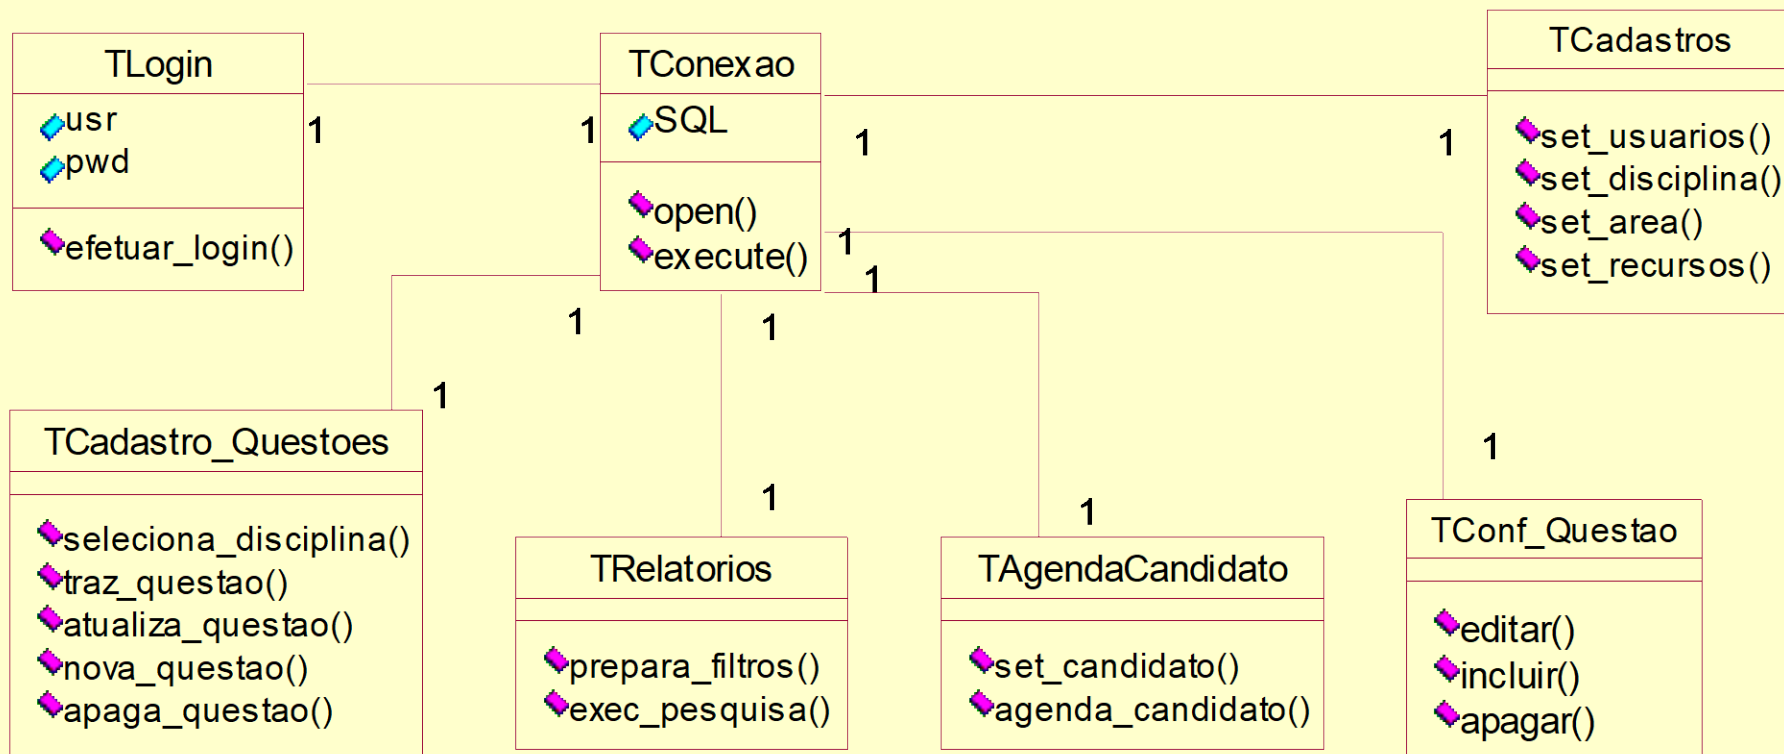 TLogin
usr
pwd
efetuar_login()
1
1
TConexao
SQL
open()
execute()
1
1
TCadastros
set_usuarios()
set_disciplina()
set_area()
set_recursos()
1
1
1
1
1
1
TCadastro_Questoes
seleciona_disciplina()
traz_questao()
atualiza_questao()
nova_questao()
apaga_questao()
1
TRelatorios
prepara_filtros()
exec_pesquisa()
1
TAgendaCandidato
set_candidato()
agenda_candidato()
TConf_Questao
editar()
incluir()
apagar()